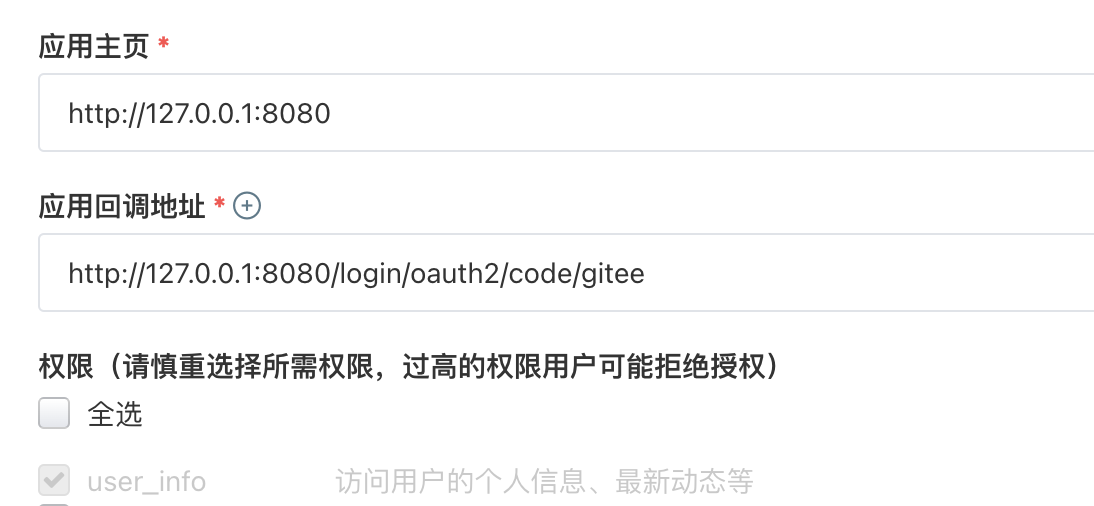 应用主页 *
http://127.0.0.1:8080
应用回调地址 *
http://127.0.0.1:8080/login/oauth2/code/gitee
权限（请慎重选择所需权限，过高的权限用户可能拒绝授权）
全选
user_info 访问用户的个人信息、最新动态等